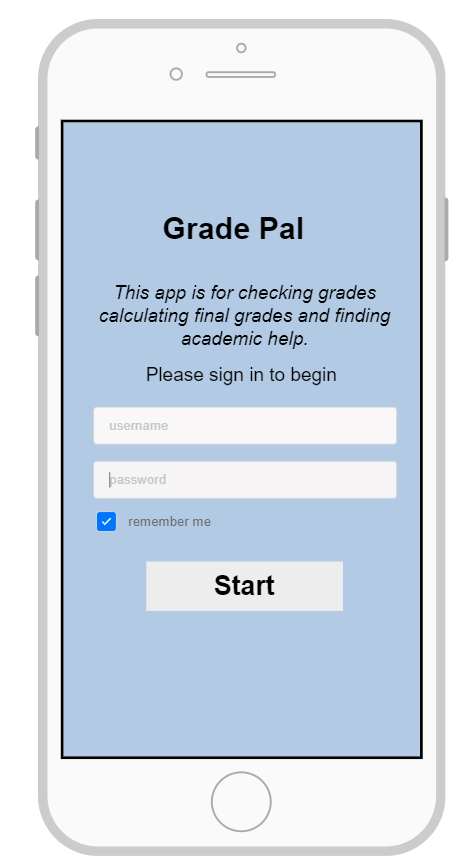 Grade Pal
This app is for checking grades
calculating final grades and finding
academic help.
Please sign in to begin
username
password
remember me
Start